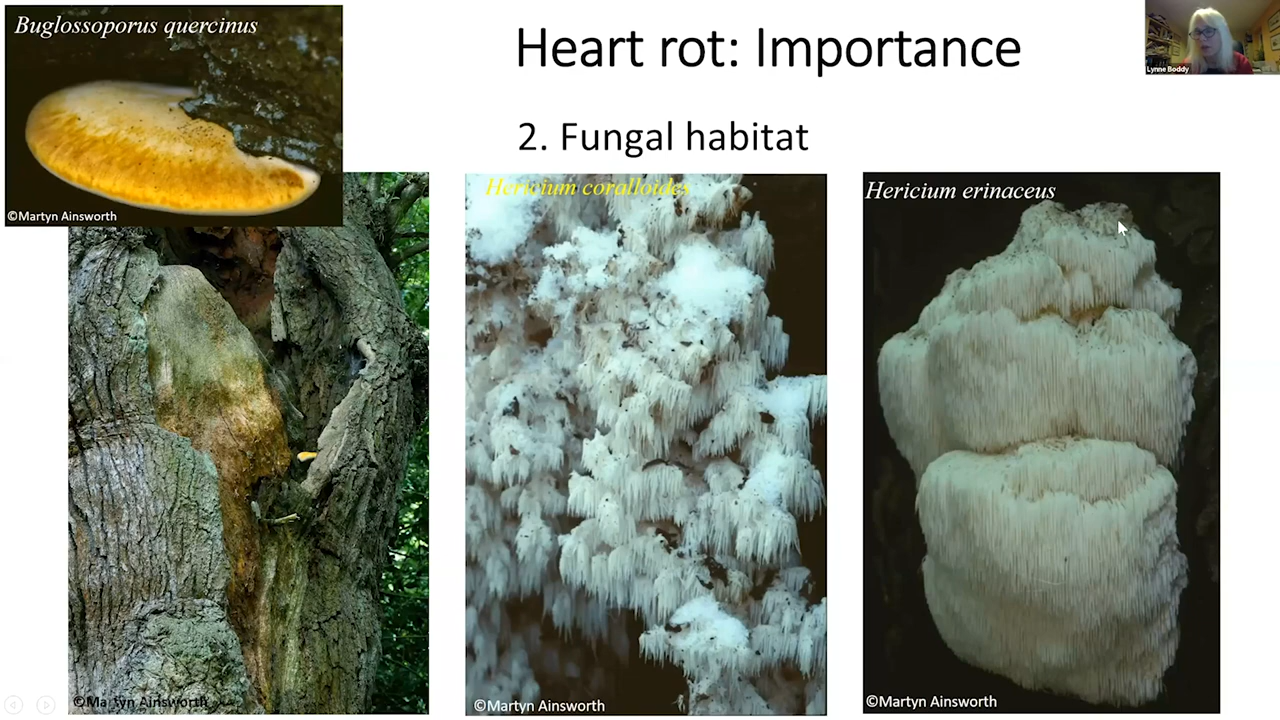 Buglossoporus quercinus
Heart rot: Importance
Lynne Boddy
2. Fungal habitat
©Martyn Ainsworth
Hericium coralloides
Hericium erinaceus
©Martyn Ainsworth
©Martyn Ainsworth
©Martyn Ainsworth